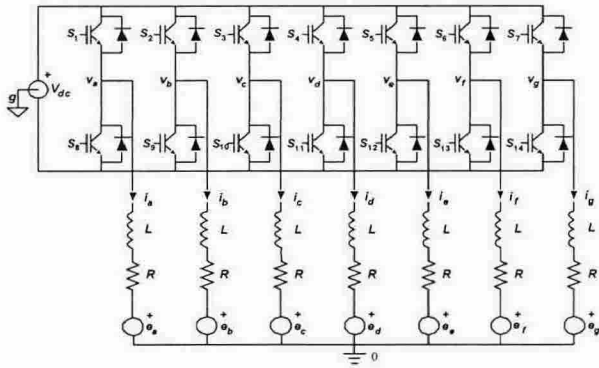 S1 S2 S3 S4 S5 S6 S7
+
g Vdc
va vb vc vd ve vf vg
S8 S9 S10 S11 S12 S13 S14
ia ib ic id ie if ig
L L L L L L L
R R R R R R R
+ + + + + + +
ea eb ec ed ee ef eg
0